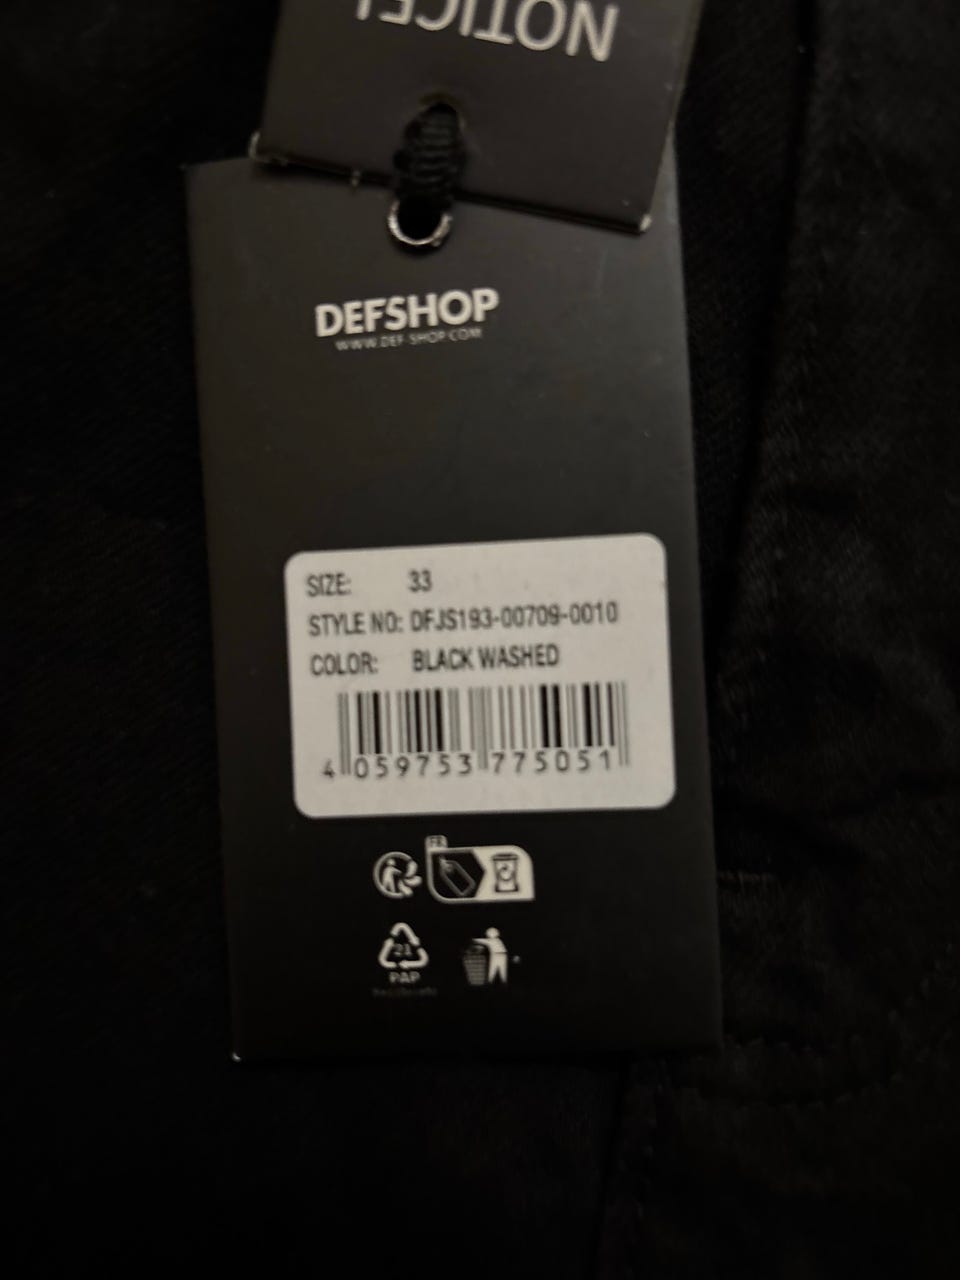 NOTICE!
DEFSHOP
WWW.DEF-SHOP.COM
SIZE: 33
STYLE NO: DFJS193-00709-0010
COLOR: BLACK WASHED
4 059753 775051
FR
21
PAP